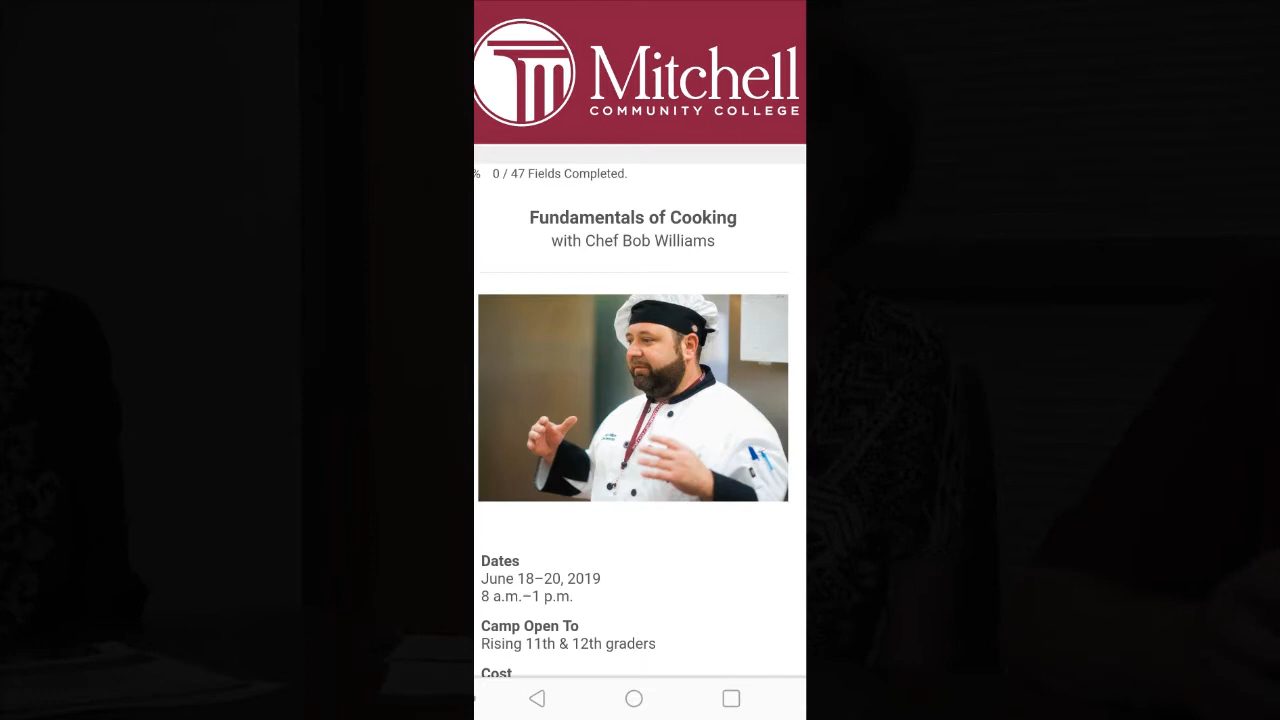 Mitchell
COMMUNITY COLLEGE
% 0 / 47 Fields Completed.
Fundamentals of Cooking
with Chef Bob Williams
Dates
June 18–20, 2019
8 a.m.–1 p.m.
Camp Open To
Rising 11th & 12th graders
Cost